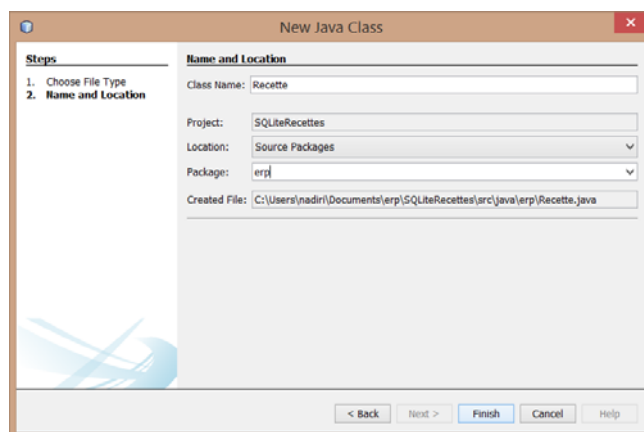 New Java Class
Steps
1. Choose File Type
2. Name and Location
Name and Location
Class Name: Recette
Project: SQLiteRecettes
Location: Source Packages
Package: erp
Created File: C:\Users\nadiri\Documents\erp\SQLiteRecettes\src\java\erp\Recette.java
< Back Next > Finish Cancel Help